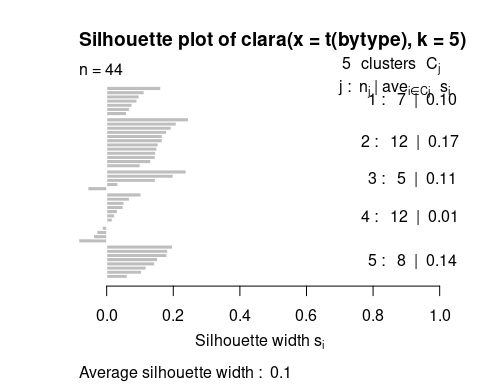 Silhouette plot of clara(x = t(bytype), k = 5)
n = 44
5 clusters Cj
j : nj | avei∈Cj si
1 : 7 | 0.10
2 : 12 | 0.17
3 : 5 | 0.11
4 : 12 | 0.01
5 : 8 | 0.14
0.0 0.2 0.4 0.6 0.8 1.0
Silhouette width si
Average silhouette width : 0.1